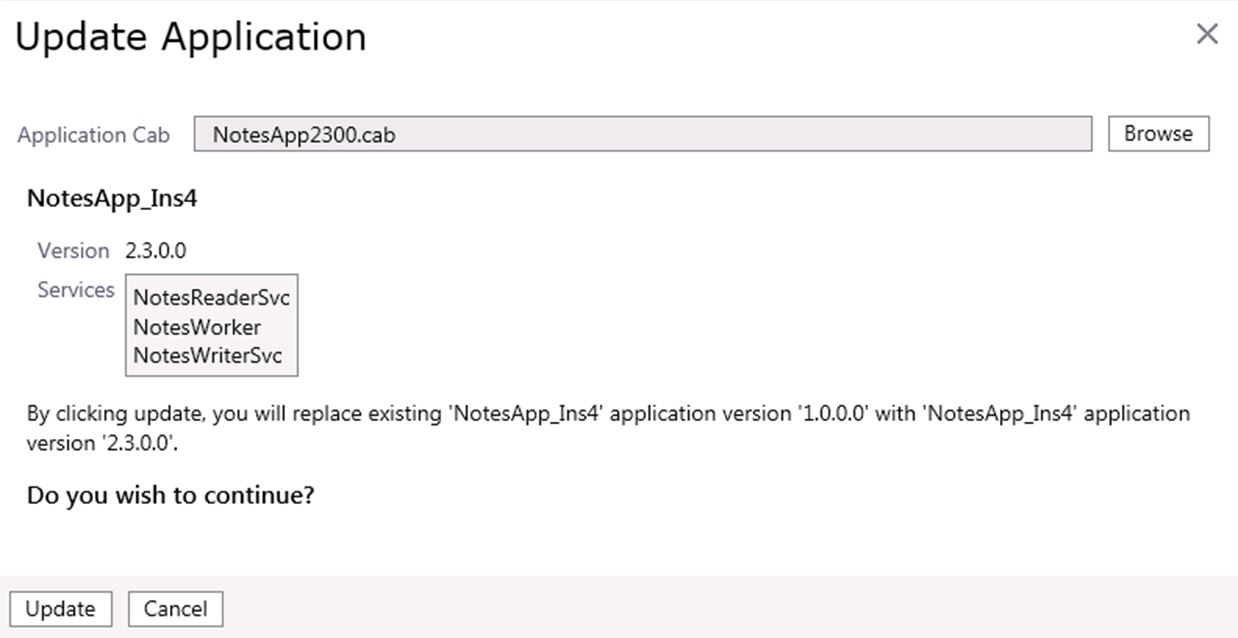 Update Application
Application Cab NotesApp2300.cab Browse
NotesApp_Ins4
Version 2.3.0.0
Services NotesReaderSvc
NotesWorker
NotesWriterSvc
By clicking update, you will replace existing 'NotesApp_Ins4' application version '1.0.0.0' with 'NotesApp_Ins4' application
version '2.3.0.0'.
Do you wish to continue?
Update Cancel